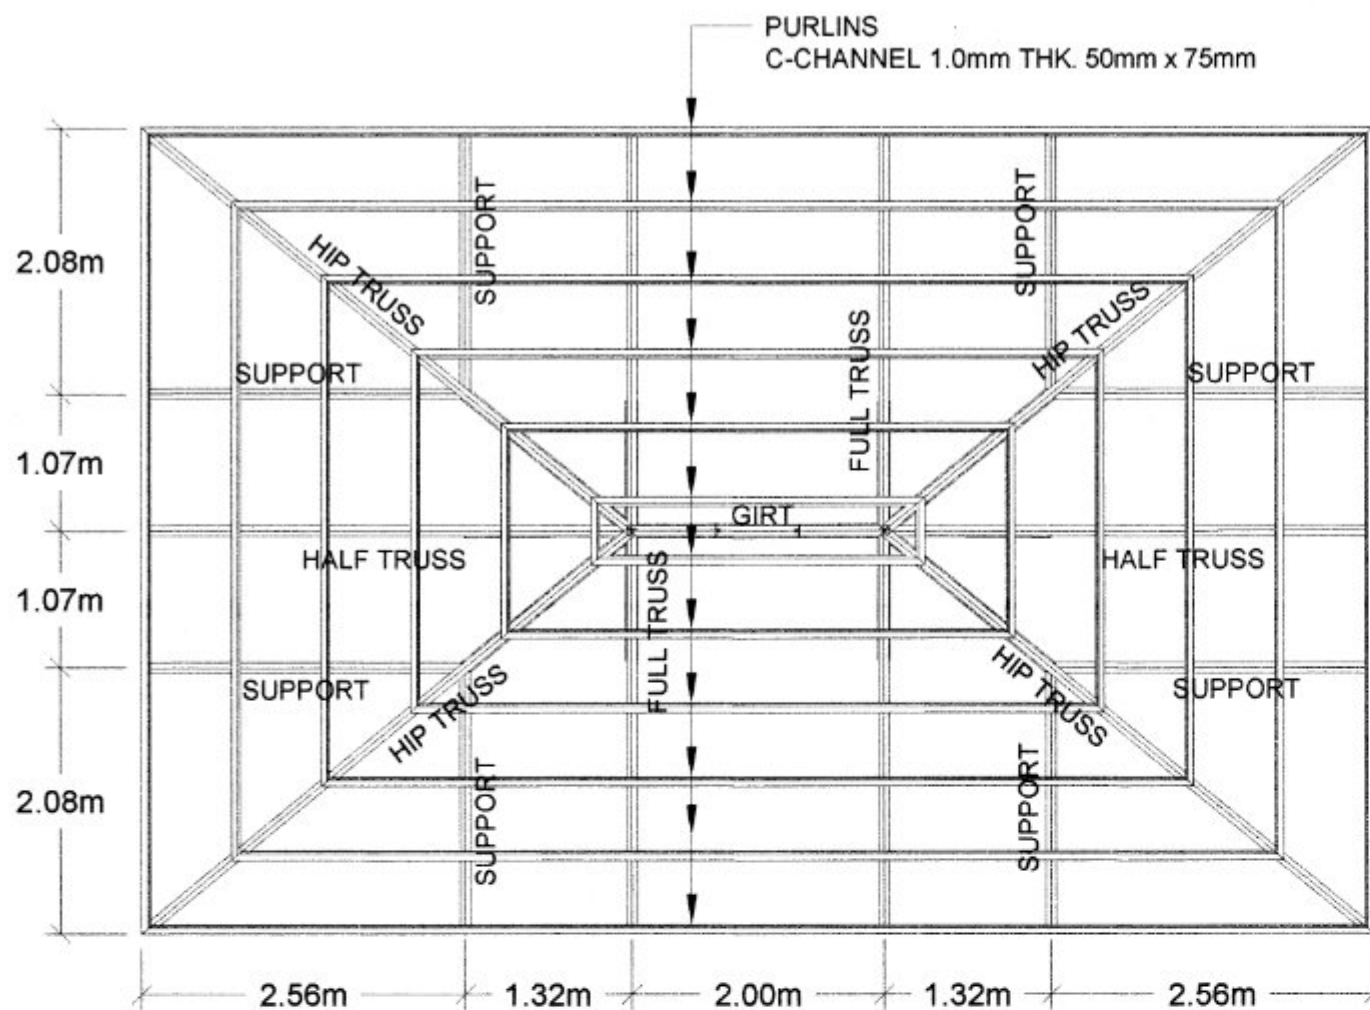 PURLINS
C-CHANNEL 1.0mm THK. 50mm x 75mm
SUPPORT
SUPPORT
HIP TRUSS
HIP TRUSS
2.08m
FULL TRUSS
SUPPORT
SUPPORT
1.07m
GIRT
HALF TRUSS
HALF TRUSS
1.07m
FULL TRUSS
SUPPORT
SUPPORT
HIP TRUSS
HIP TRUSS
2.08m
SUPPORT
SUPPORT
2.56m
1.32m
2.00m
1.32m
2.56m